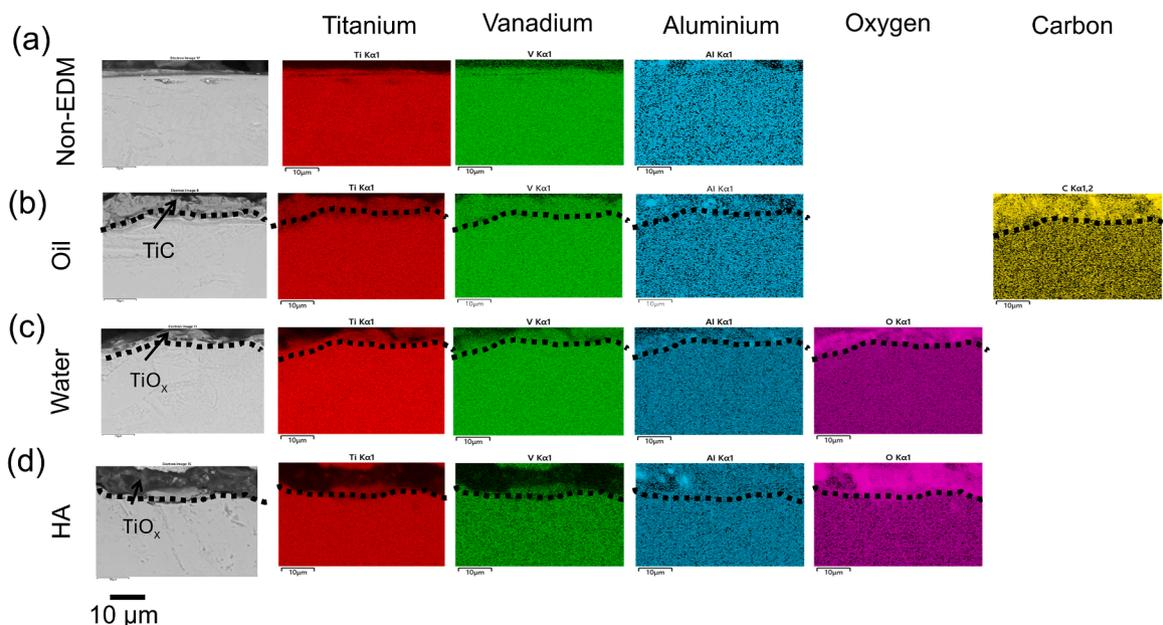 Titanium Vanadium Aluminium Oxygen Carbon
(a)
Non-EDM
Ti Kα1 V Kα1 Al Kα1
10µm 10µm 10µm
(b)
Oil
Ti Kα1 V Kα1 Al Kα1 C Kα1,2
TiC
10µm 10µm 10µm 10µm
(c)
Water
Ti Kα1 V Kα1 Al Kα1 O Kα1
TiOx
10µm 10µm 10µm 10µm
(d)
HA
Ti Kα1 V Kα1 Al Kα1 O Kα1
TiOx
10µm 10µm 10µm 10µm
10 µm